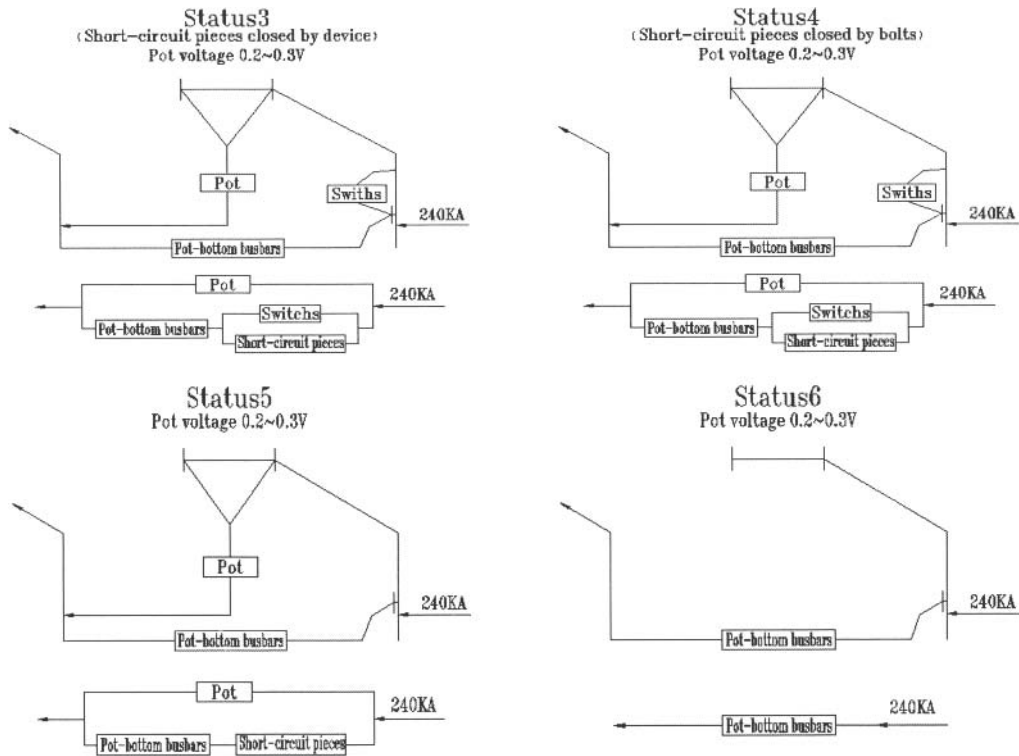 Status3
(Short-circuit pieces closed by device)
Pot voltage 0.2~0.3V
Pot
Swiths
240KA
Pot-bottom busbars
Pot
240KA
Switchs
Pot-bottom busbars
Short-circuit pieces
Status4
(Short-circuit pieces closed by bolts)
Pot voltage 0.2~0.3V
Pot
Swiths
240KA
Pot-bottom busbars
Pot
240KA
Switchs
Pot-bottom busbars
Short-circuit pieces
Status5
Pot voltage 0.2~0.3V
Pot
240KA
Pot-bottom busbars
Pot
240KA
Pot-bottom busbars
Short-circuit pieces
Status6
Pot voltage 0.2~0.3V
240KA
Pot-bottom busbars
240KA
Pot-bottom busbars